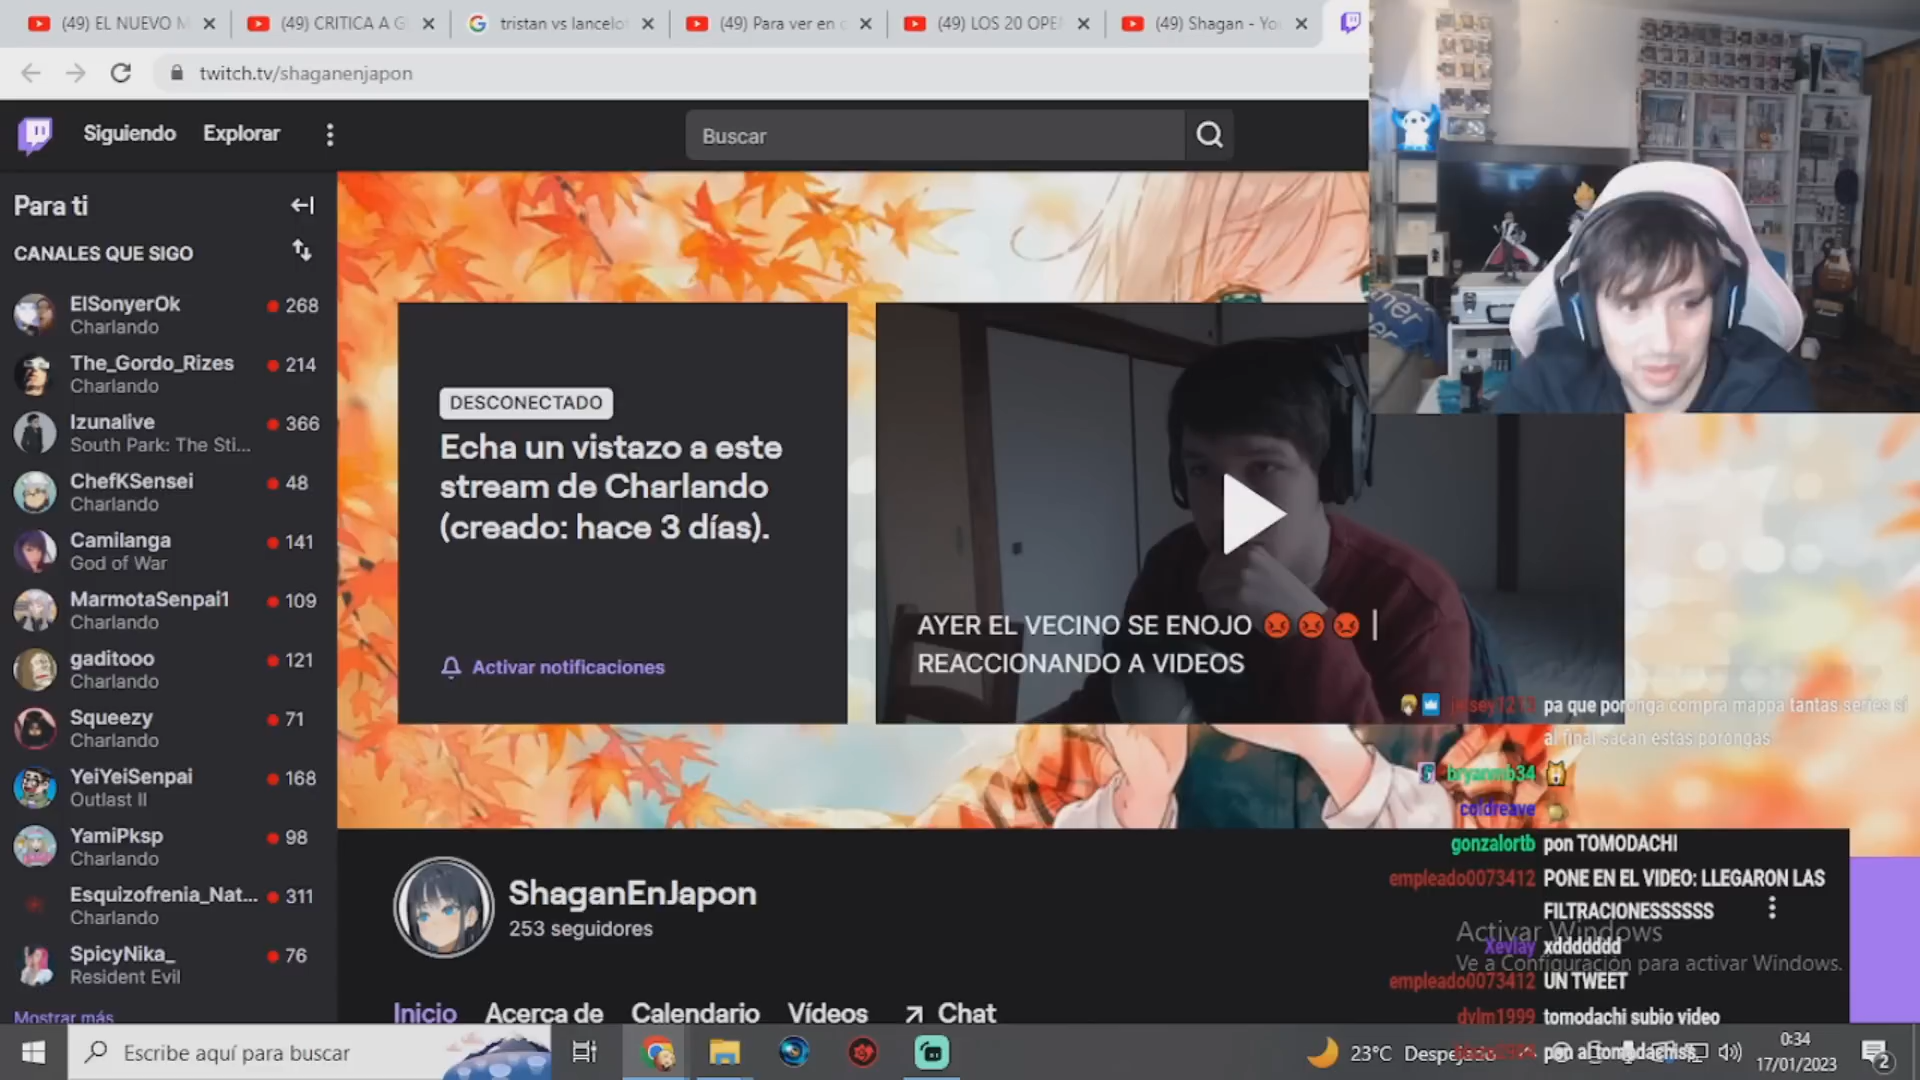 (49) EL NUEVO M
(49) CRITICA A G
tristan vs lancelo
(49) Para ver en
(49) LOS 20 OPE
(49) Shagan - Yo
twitch.tv/shaganenjapon
Siguiendo
Explorar
Buscar
Para ti
CANALES QUE SIGO
ElSonyerOk
268
Charlando
The_Gordo_Rizes
214
Charlando
Izunalive
366
South Park: The Sti...
ChefKSensei
48
Charlando
Camilanga
141
God of War
MarmotaSenpai1
109
Charlando
gaditooo
121
Charlando
Squeezy
71
Charlando
YeiYeiSenpai
168
Outlast II
YamiPksp
98
Charlando
Esquizofrenia_Nat...
311
Charlando
SpicyNika_
76
Resident Evil
Mostrar más
DESCONECTADO
Echa un vistazo a este
stream de Charlando
(creado: hace 3 días).
Activar notificaciones
AYER EL VECINO SE ENOJO 😡😡😡 |
REACCIONANDO A VIDEOS
ShaganEnJapon
253 seguidores
Inicio
Acerca de
Calendario
Vídeos
Chat
pa que poronga compra mappa tantas series si
al final sacan estas porongas
bryanmb34
coldreave
gonzalortb pon TOMODACHI
empleado0073412 PONE EN EL VIDEO: LLEGARON LAS
FILTRACIONESSSSSS
Activar Windows
Xevlay xddddddd
Ve a Configuración para activar Windows.
empleado0073412 UN TWEET
dylm1999 tomodachi subio video
pon al tomodachiss
Escribe aquí para buscar
23°C
0:34
17/01/2023
2